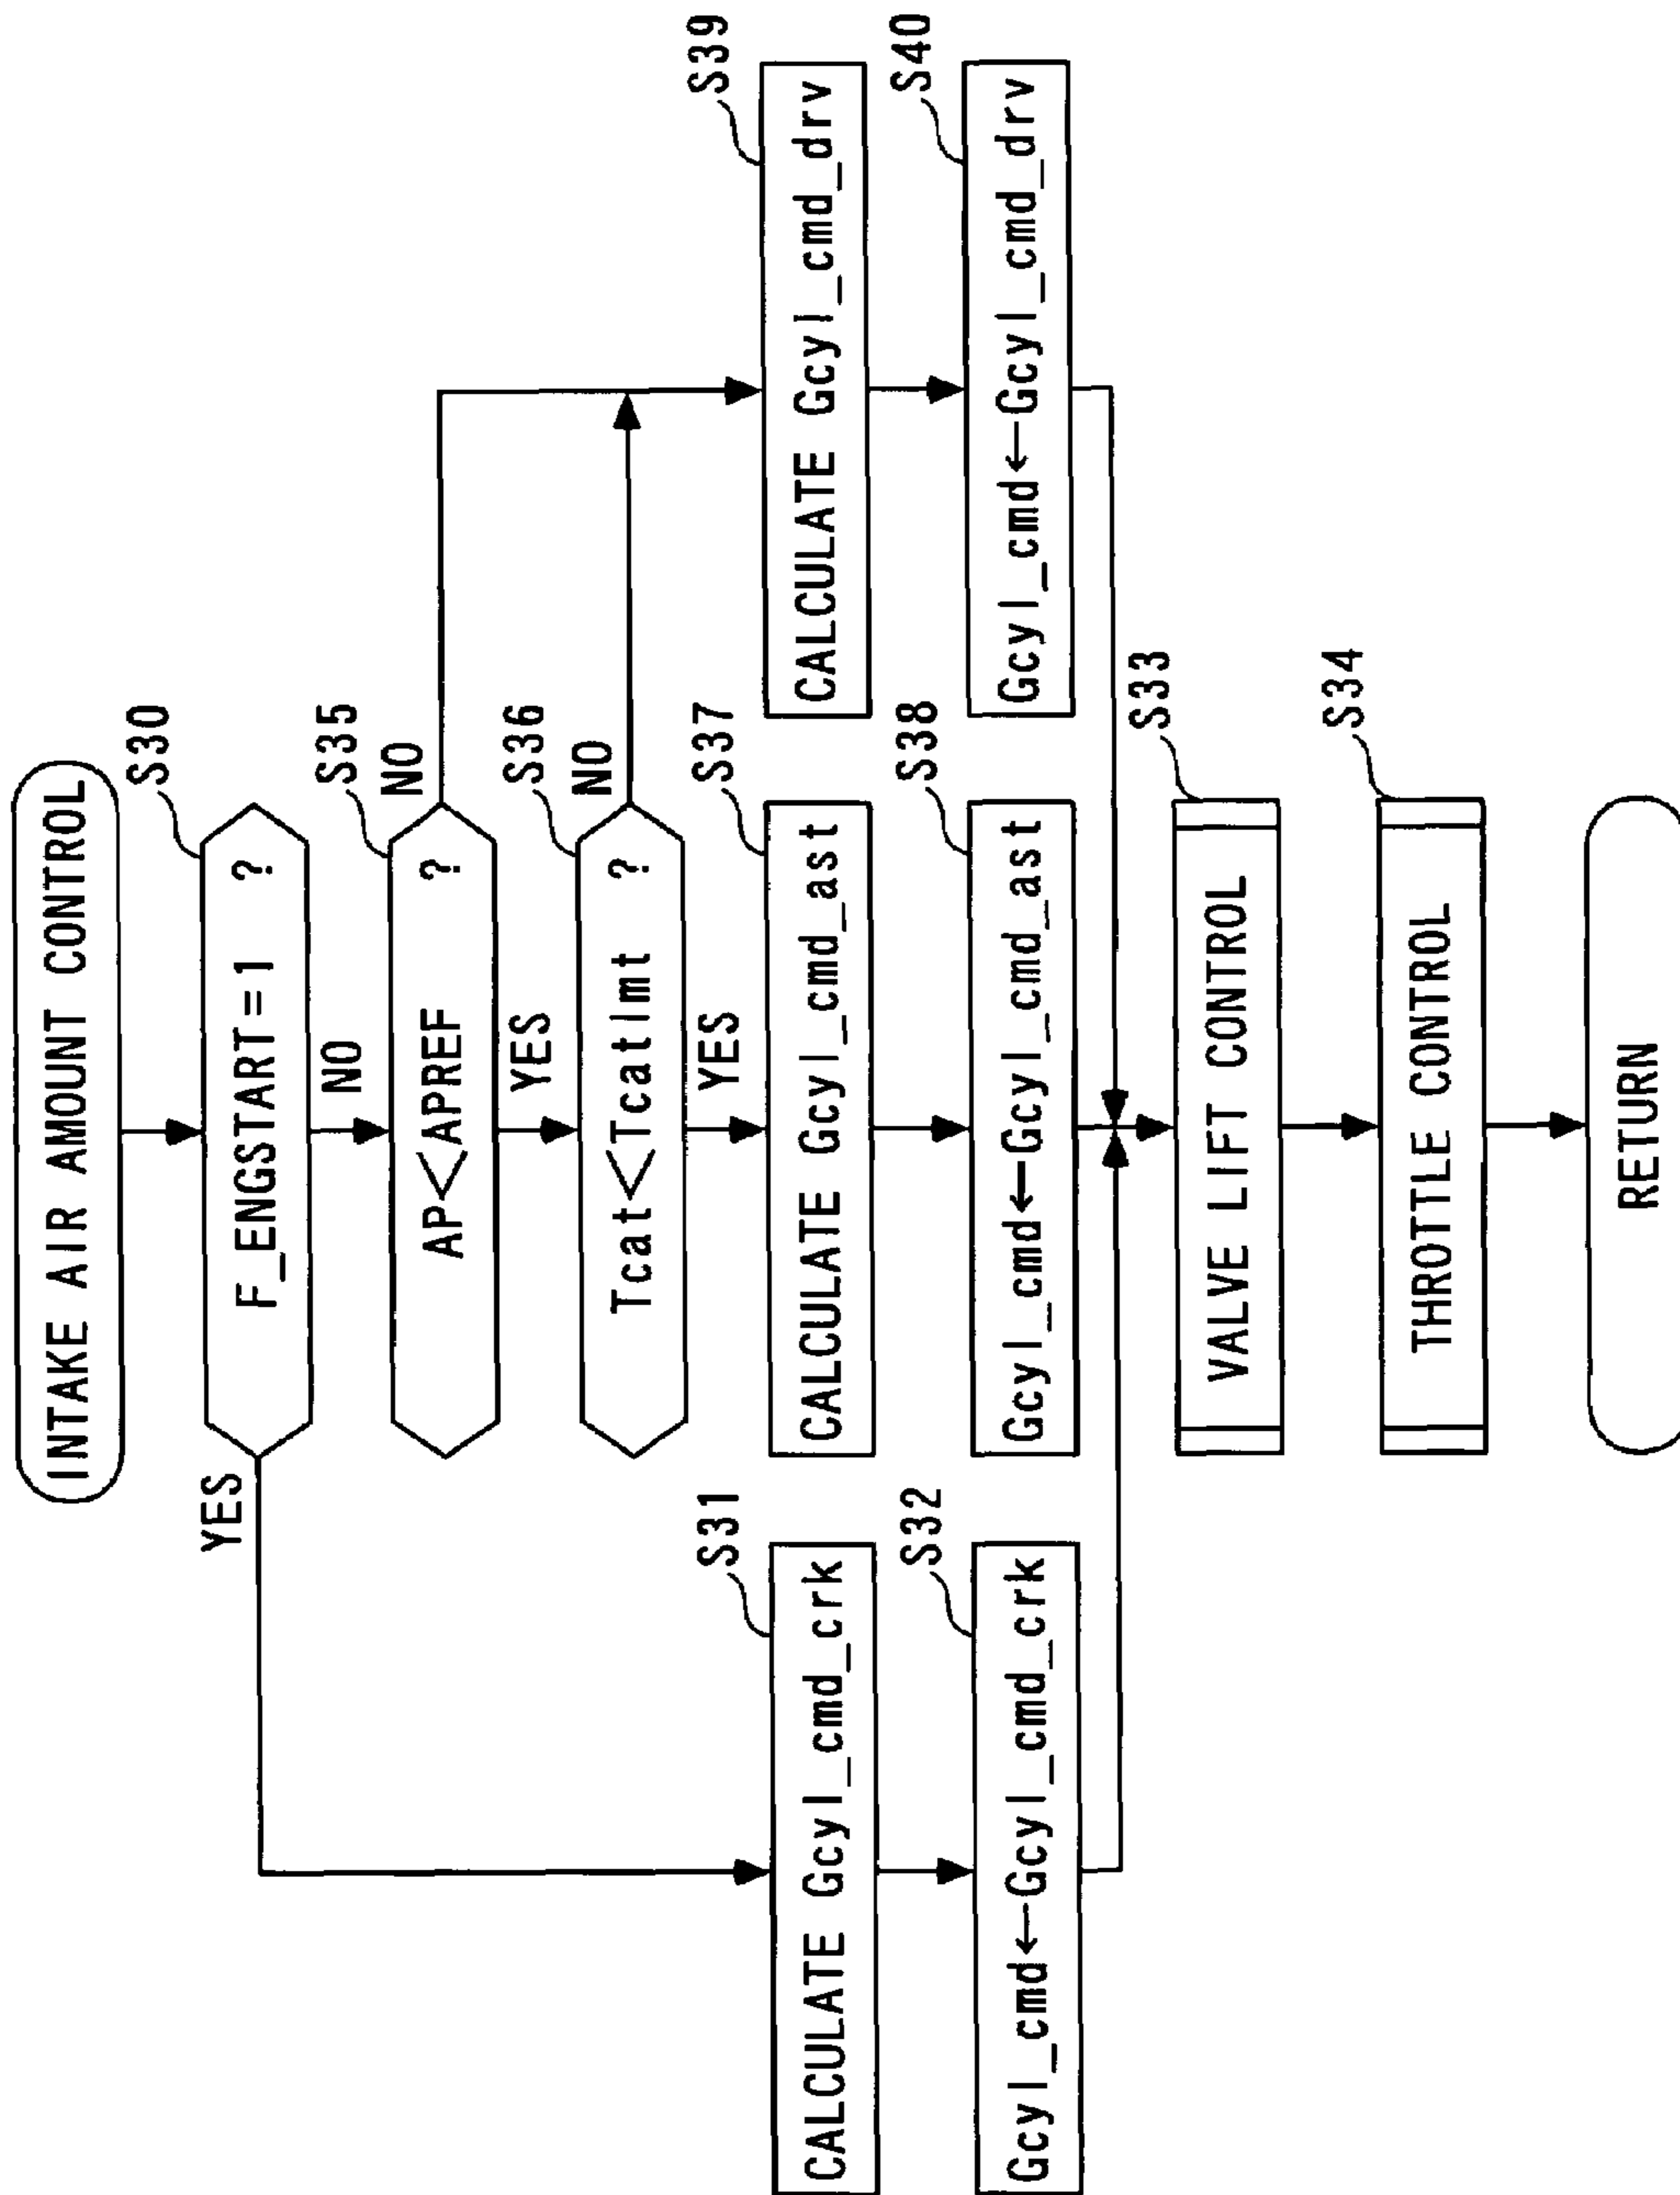 INTAKE AIR AMOUNT CONTROL
S30
F_ENGSTART=1 ?
YES
NO
S35
AP<APREF ?
NO
YES
S36
Tcat<Tcatlmt ?
NO
YES
S31
CALCULATE Gcyl_cmd_crk
S37
CALCULATE Gcyl_cmd_ast
S39
CALCULATE Gcyl_cmd_drv
S32
Gcyl_cmd←Gcyl_cmd_crk
S38
Gcyl_cmd←Gcyl_cmd_ast
S40
Gcyl_cmd←Gcyl_cmd_drv
S33
VALVE LIFT CONTROL
S34
THROTTLE CONTROL
RETURN